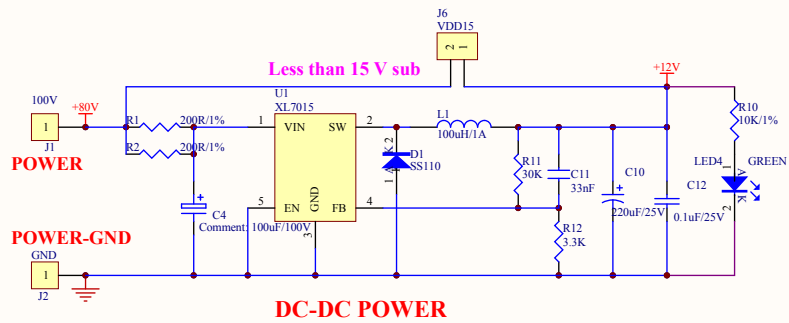 J6
VDD15
2 1
Less than 15 V sub
+12V
100V
+80V
1
J1
POWER
R1
200R/1%
R2
200R/1%
C4
Comment: 100uF/100V
U1
XL7015
1 VIN
SW 2
5 EN
GND
3
FB 4
K 2
D1
SS110
1 A
L1
100uH/1A
R11
30K
C11
33nF
R12
3.3K
C10
220uF/25V
C12
0.1uF/25V
R10
10K/1%
LED4
GREEN
1
A
K
2
POWER-GND
GND
1
J2
DC-DC POWER